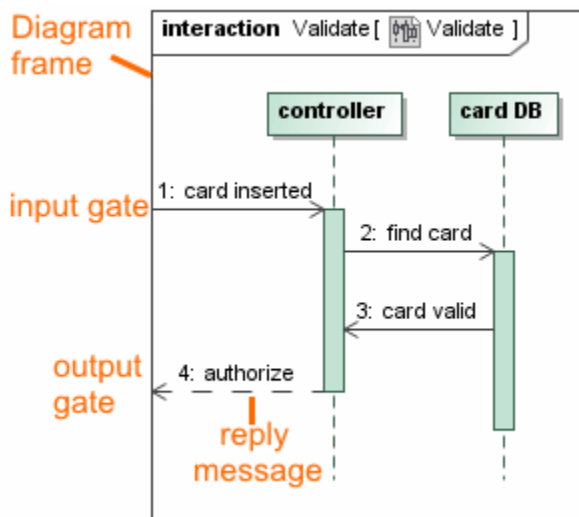 Diagram
frame
interaction Validate[ Validate ]
controller
card DB
1: card inserted
input gate
2: find card
3: card valid
4: authorize
output
gate
reply
message